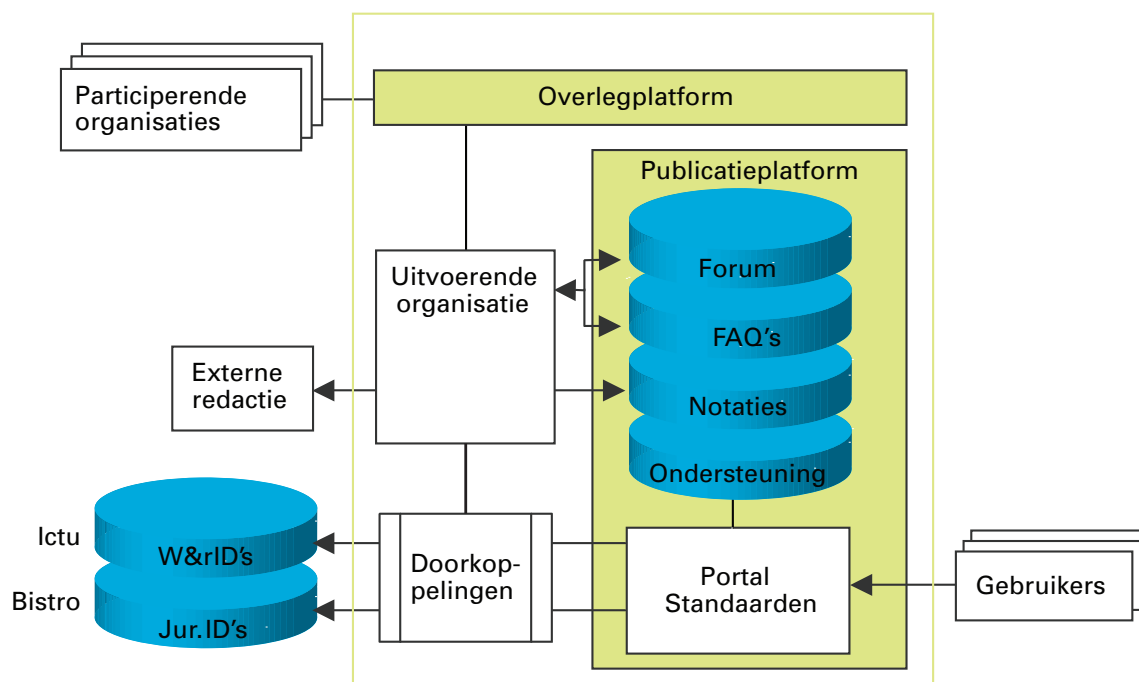 Participerende
organisaties
Overlegplatform
Publicatieplatform
Forum
FAQ's
Notaties
Ondersteuning
Uitvoerende
organisatie
Externe
redactie
Ictu
W&rID's
Bistro
Jur.ID's
Doorkop-
pelingen
Portal
Standaarden
Gebruikers